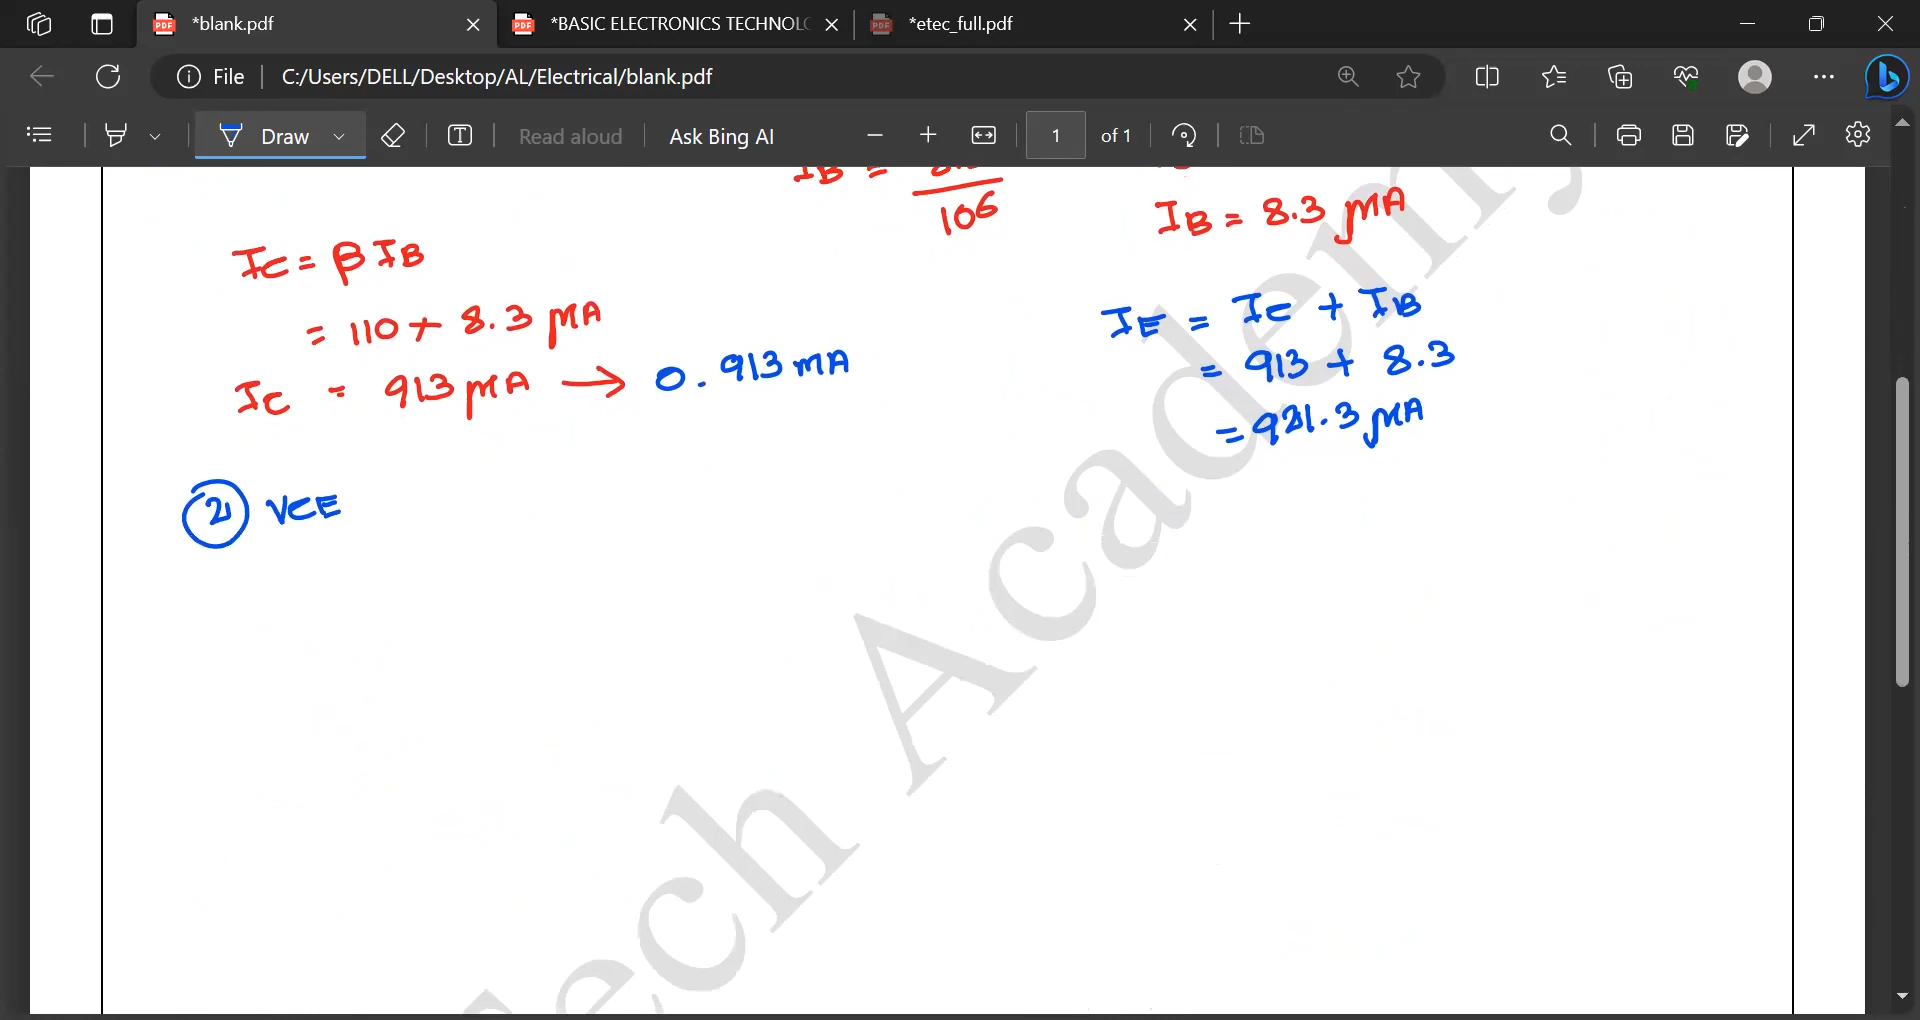 *blank.pdf
*BASIC ELECTRONICS TECHNOLO
*etec_full.pdf
File
C:/Users/DELL/Desktop/AL/Electrical/blank.pdf
Draw
Read aloud
Ask Bing AI
1
of 1
IB =
10⁶
IB = 8.3 μA
IC = β IB
= 110 × 8.3 μA
IC = 913 μA → 0.913 mA
IE = IC + IB
= 913 + 8.3
= 921.3 μA
2 VCE
Tech Academy